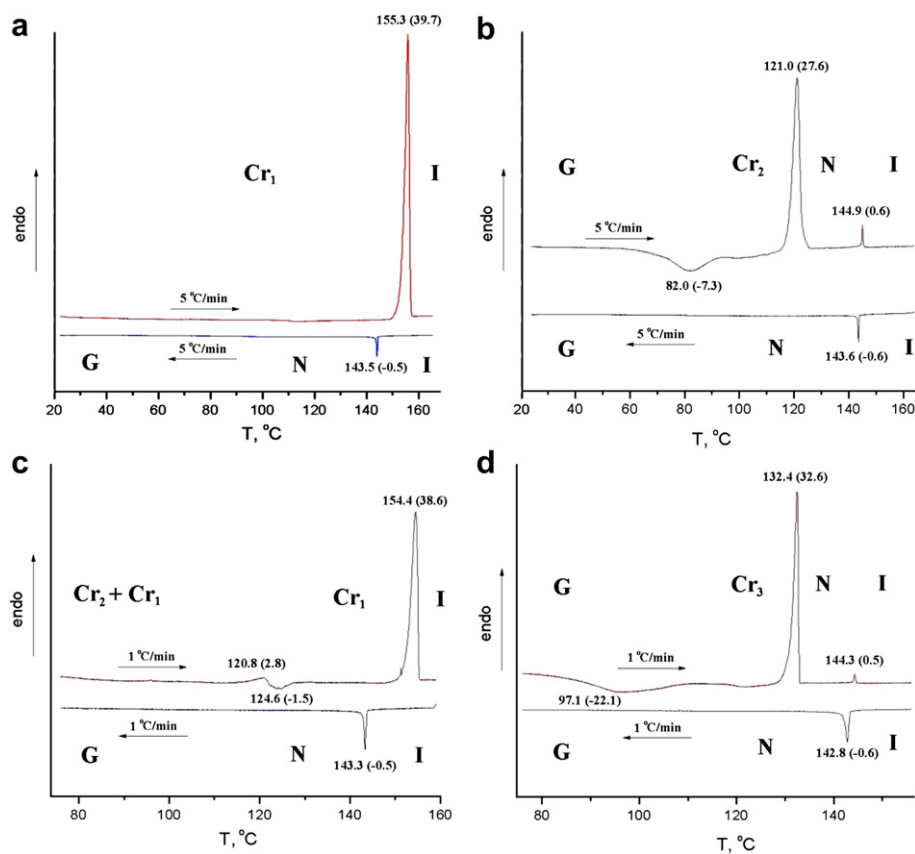 a
155.3 (39.7)
Cr₁ I
endo
5 °C/min
5 °C/min
G N I
143.5 (-0.5)
20 40 60 80 100 120 140 160
T, °C
b
121.0 (27.6)
G Cr₂ N I
144.9 (0.6)
endo
5 °C/min
82.0 (-7.3)
5 °C/min
G N I
143.6 (-0.6)
20 40 60 80 100 120 140 160
T, °C
c
154.4 (38.6)
Cr₂ + Cr₁ Cr₁ I
endo
1 °C/min
120.8 (2.8)
124.6 (-1.5)
1 °C/min
G N I
143.3 (-0.5)
80 100 120 140 160
T, °C
d
132.4 (32.6)
G Cr₃ N I
endo
1 °C/min
144.3 (0.5)
97.1 (-22.1)
1 °C/min
G N I
142.8 (-0.6)
80 100 120 140
T, °C